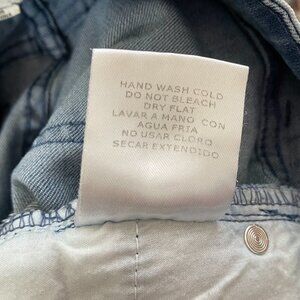 HAND WASH COLD
DO NOT BLEACH
DRY FLAT
LAVAR A MANO CON
AGUA FRIA
NO USAR CLORO
SECAR EXTENDIDO